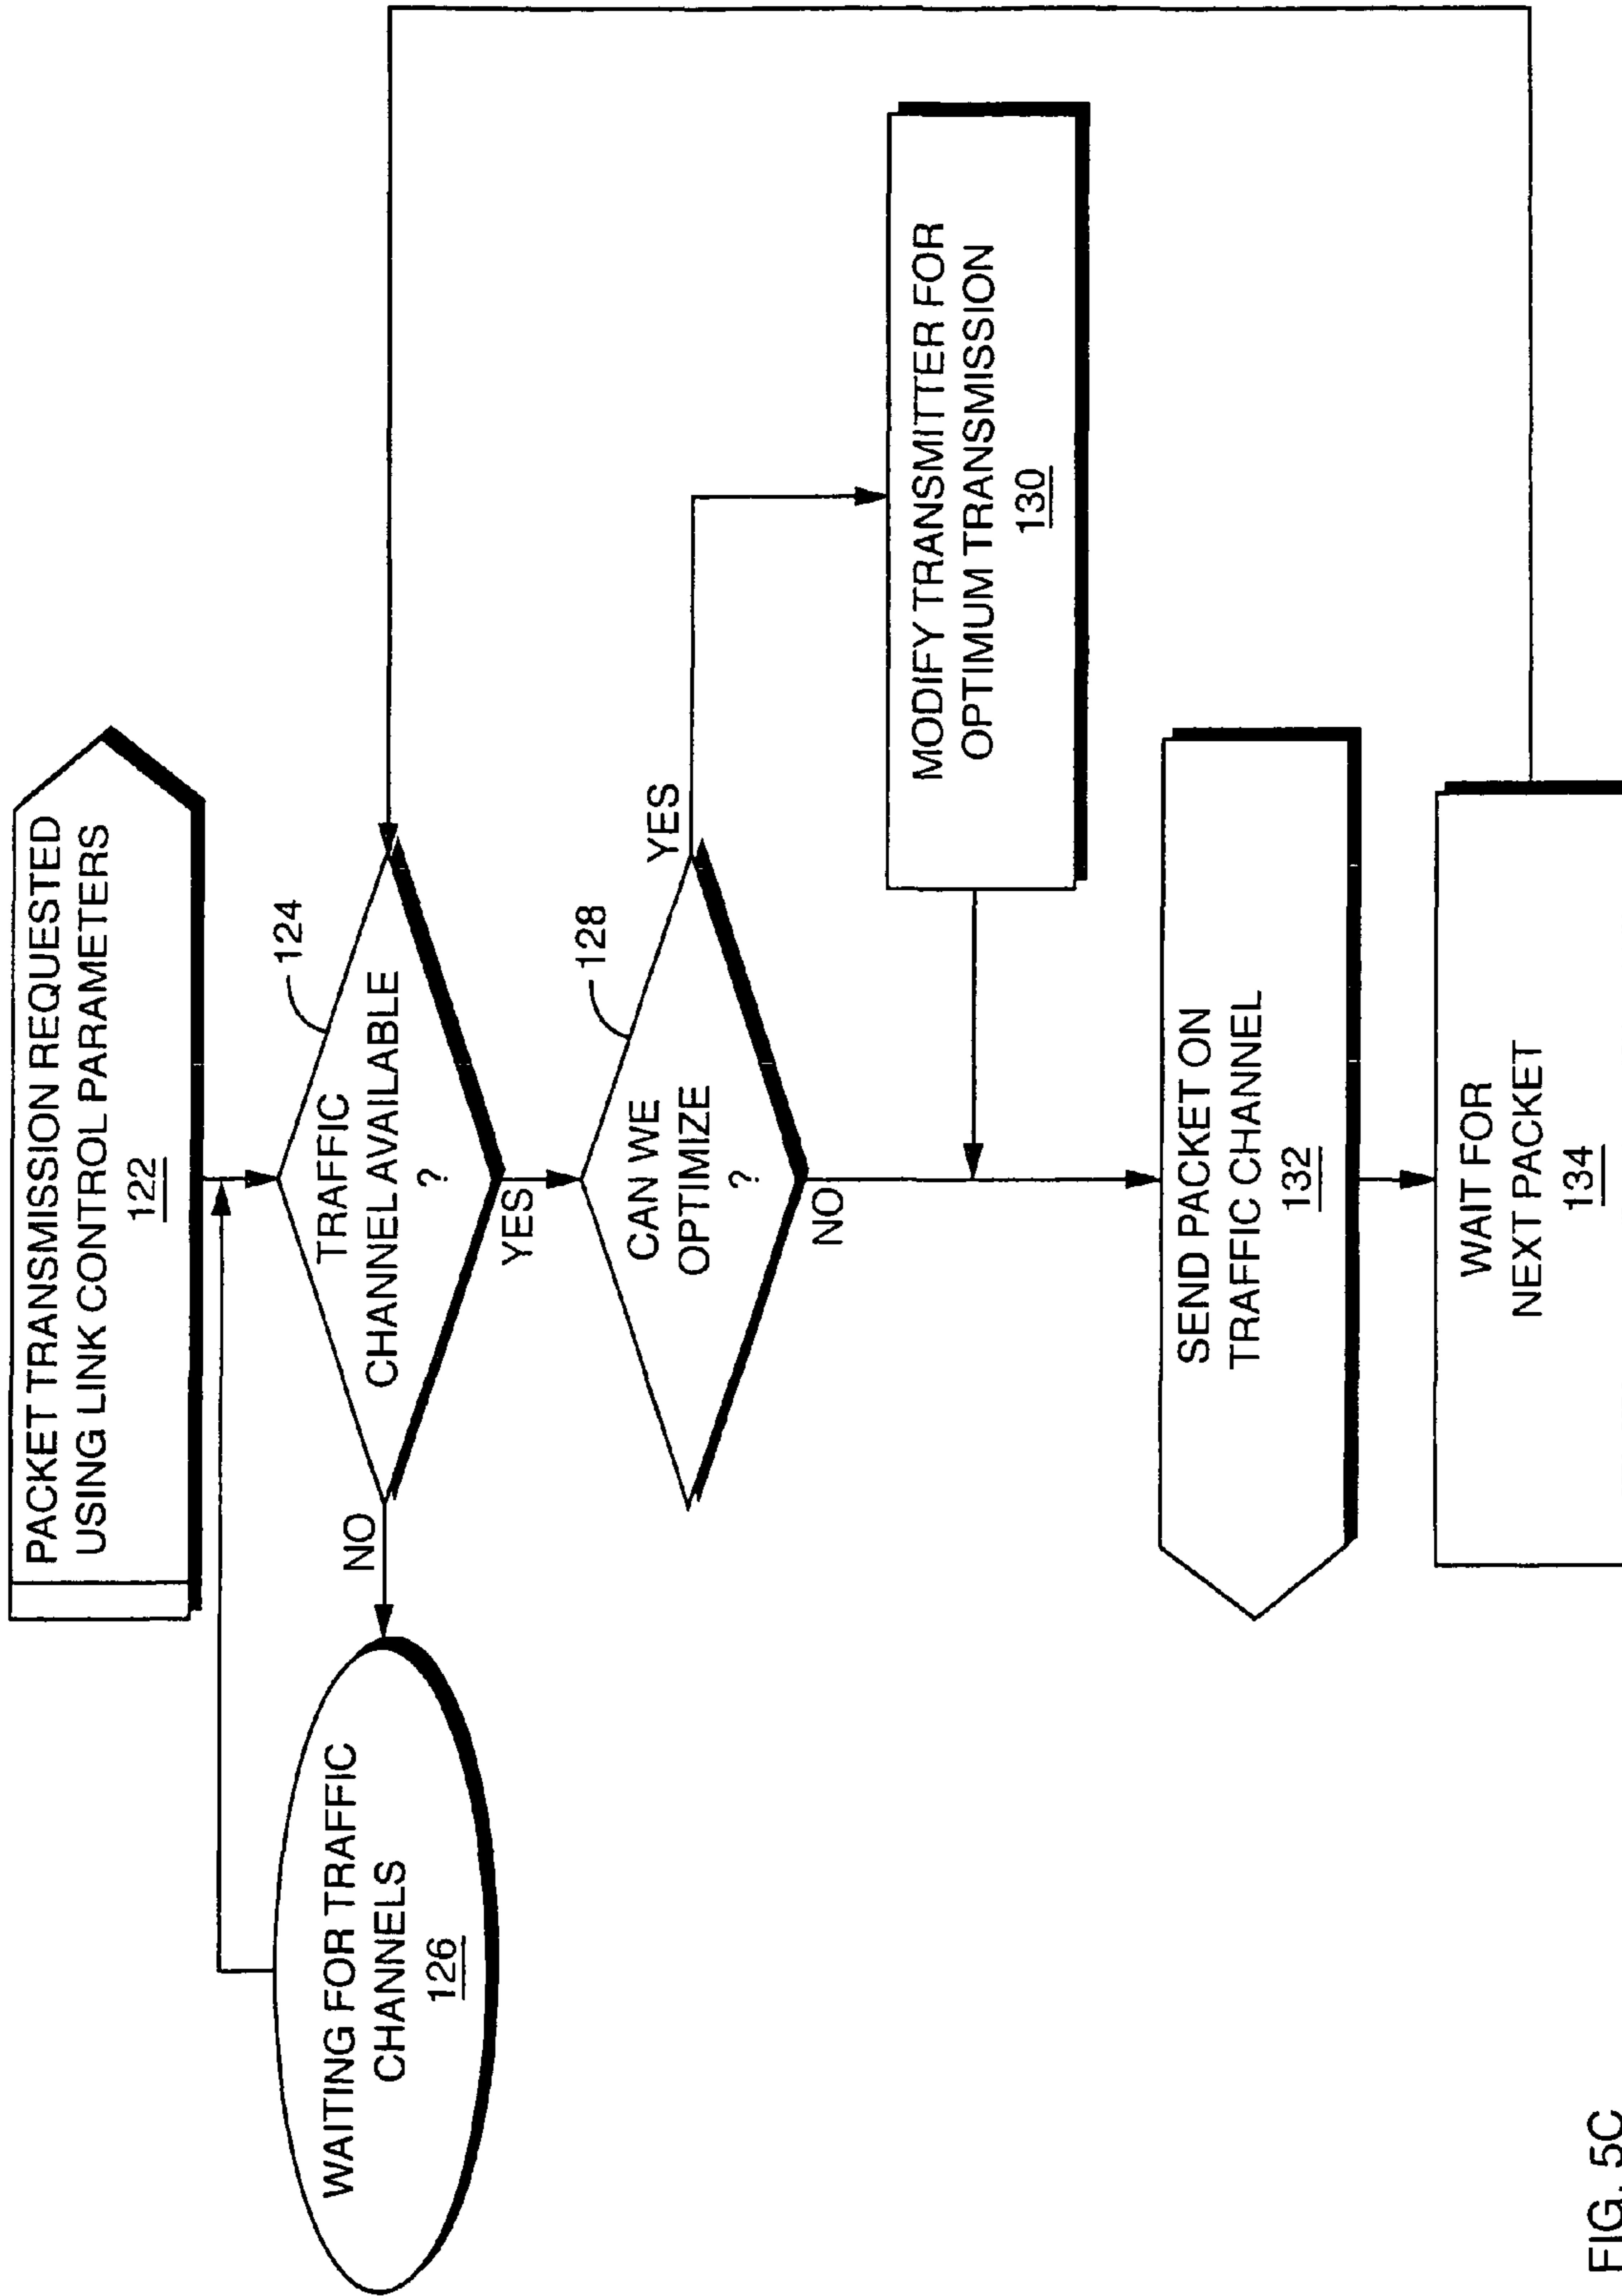 PACKET TRANSMISSION REQUESTED
USING LINK CONTROL PARAMETERS
122
124
TRAFFIC
CHANNEL AVAILABLE
?
NO
YES
WAITING FOR TRAFFIC
CHANNELS
126
128
CAN WE
OPTIMIZE
?
YES
NO
MODIFY TRANSMITTER FOR
OPTIMUM TRANSMISSION
130
SEND PACKET ON
TRAFFIC CHANNEL
132
WAIT FOR
NEXT PACKET
134
FIG. 5C